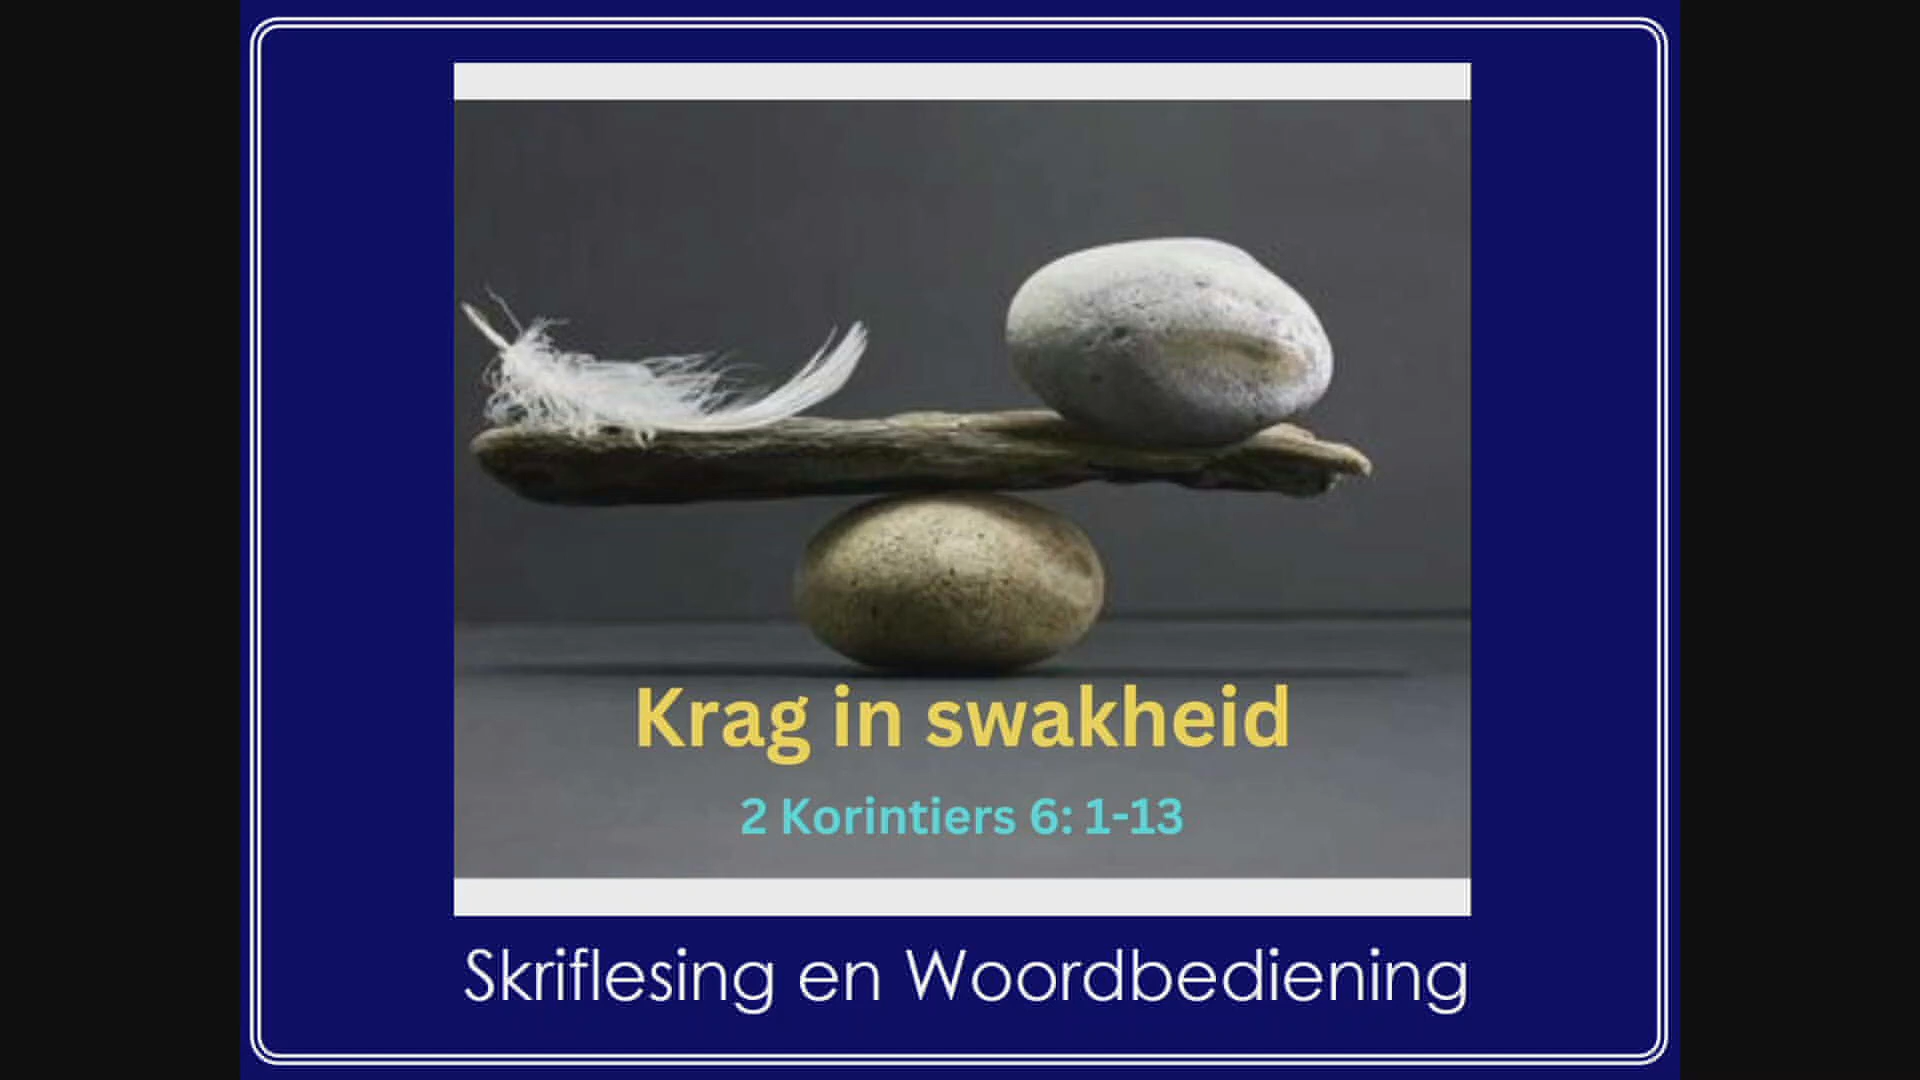 Krag in swakheid
2 Korintiers 6: 1-13
Skriflesing en Woordbediening